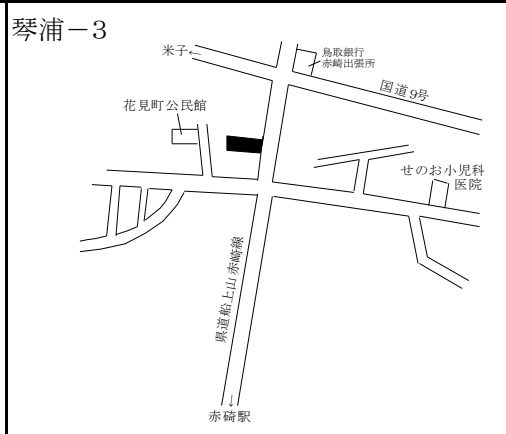 琴浦－3
米子←
鳥取銀行
赤崎出張所
国道9号
花見町公民館
せのお小児科
医院
県道船上山赤崎線
↓
赤碕駅